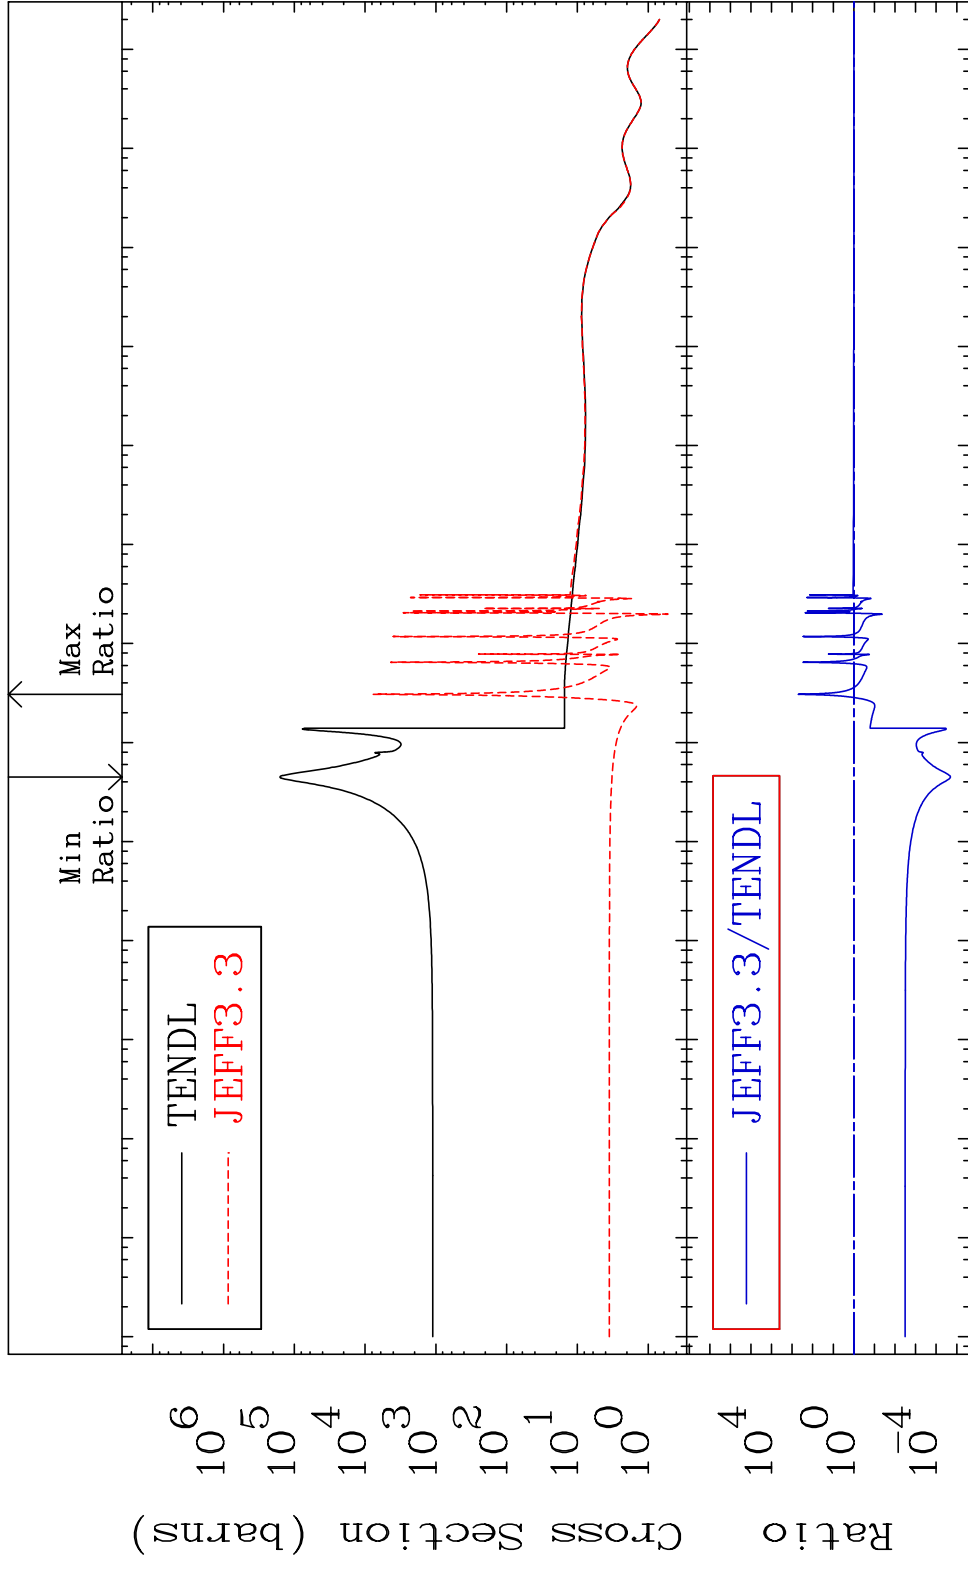 Min
Ratio
Max
Ratio
TENDL
JEFF3.3
Cross Section (barns)
10^6
10^5
10^4
10^3
10^2
10^1
10^0
JEFF3.3/TENDL
Ratio
10^4
10^0
10^-4